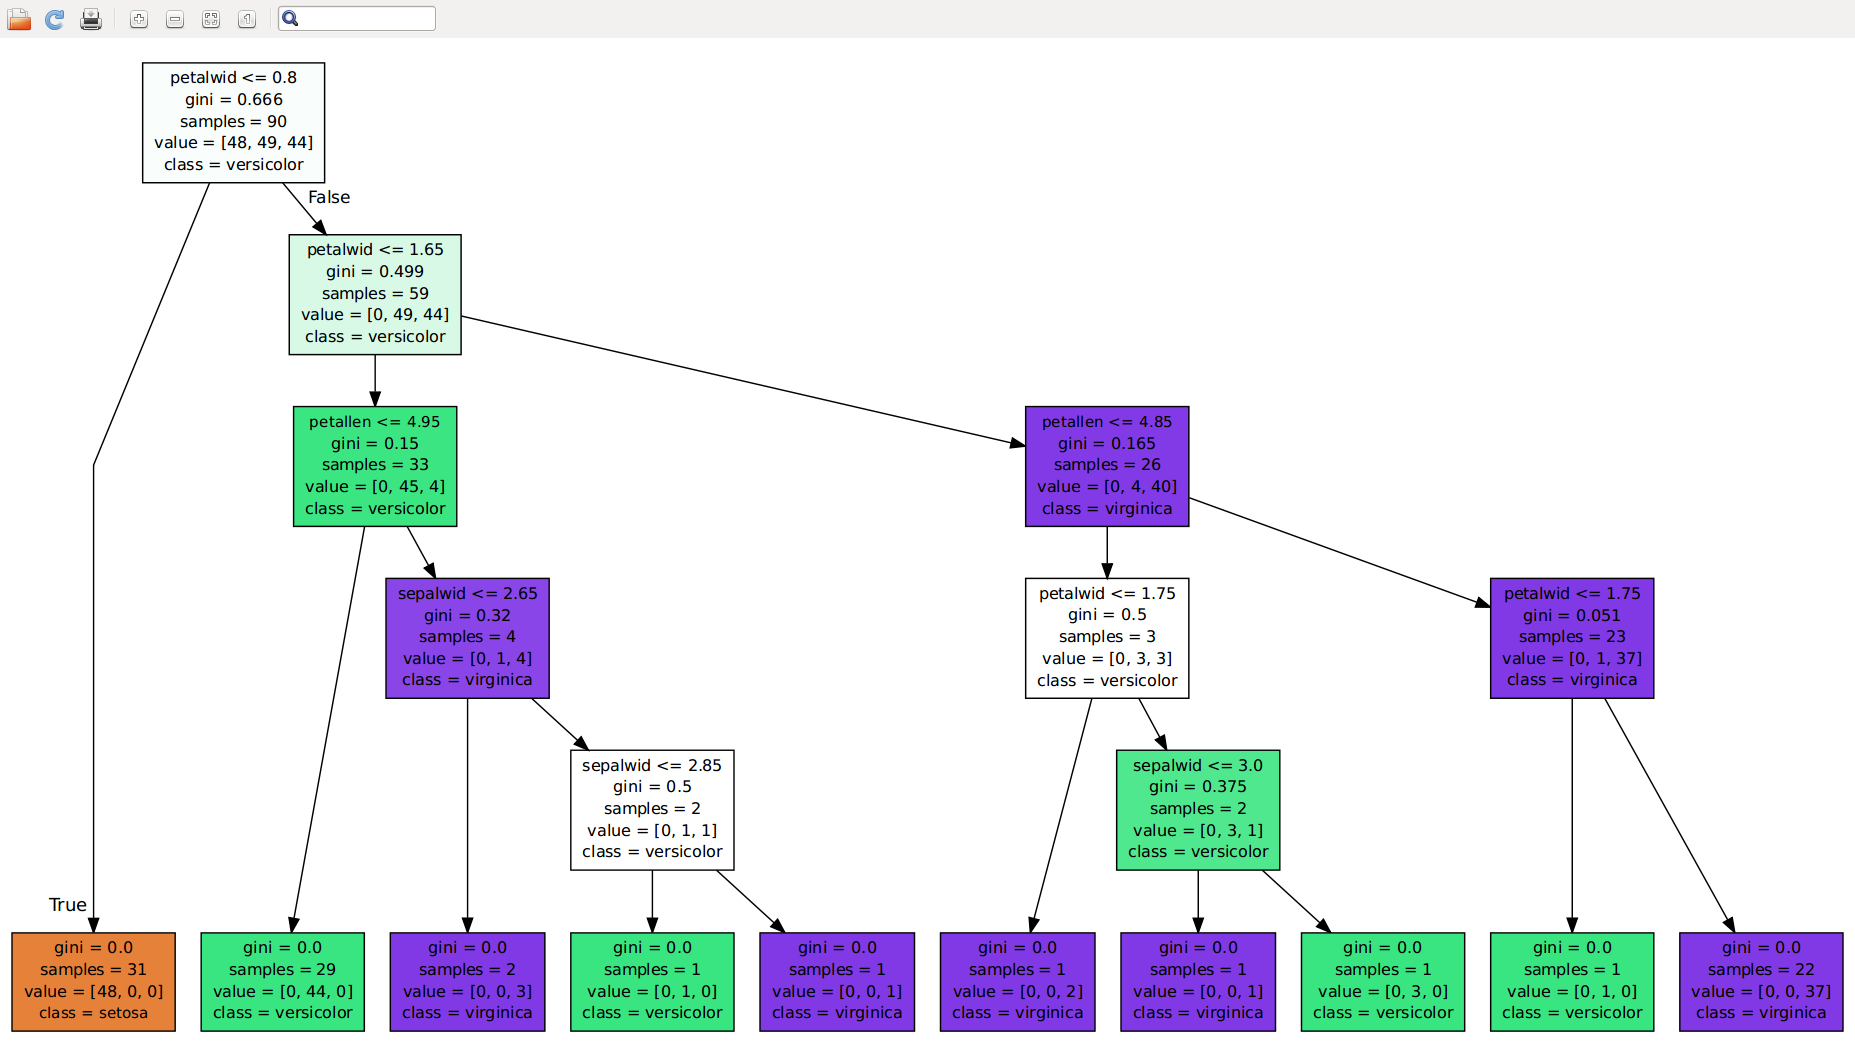 1
petalwid <= 0.8
gini = 0.666
samples = 90
value = [48, 49, 44]
class = versicolor
False
petalwid <= 1.65
gini = 0.499
samples = 59
value = [0, 49, 44]
class = versicolor
petallen <= 4.95
gini = 0.15
samples = 33
value = [0, 45, 4]
class = versicolor
petallen <= 4.85
gini = 0.165
samples = 26
value = [0, 4, 40]
class = virginica
sepalwid <= 2.65
gini = 0.32
samples = 4
value = [0, 1, 4]
class = virginica
petalwid <= 1.75
gini = 0.5
samples = 3
value = [0, 3, 3]
class = versicolor
petalwid <= 1.75
gini = 0.051
samples = 23
value = [0, 1, 37]
class = virginica
sepalwid <= 2.85
gini = 0.5
samples = 2
value = [0, 1, 1]
class = versicolor
sepalwid <= 3.0
gini = 0.375
samples = 2
value = [0, 3, 1]
class = versicolor
True
gini = 0.0
samples = 31
value = [48, 0, 0]
class = setosa
gini = 0.0
samples = 29
value = [0, 44, 0]
class = versicolor
gini = 0.0
samples = 2
value = [0, 0, 3]
class = virginica
gini = 0.0
samples = 1
value = [0, 1, 0]
class = versicolor
gini = 0.0
samples = 1
value = [0, 0, 1]
class = virginica
gini = 0.0
samples = 1
value = [0, 0, 2]
class = virginica
gini = 0.0
samples = 1
value = [0, 0, 1]
class = virginica
gini = 0.0
samples = 1
value = [0, 3, 0]
class = versicolor
gini = 0.0
samples = 1
value = [0, 1, 0]
class = versicolor
gini = 0.0
samples = 22
value = [0, 0, 37]
class = virginica